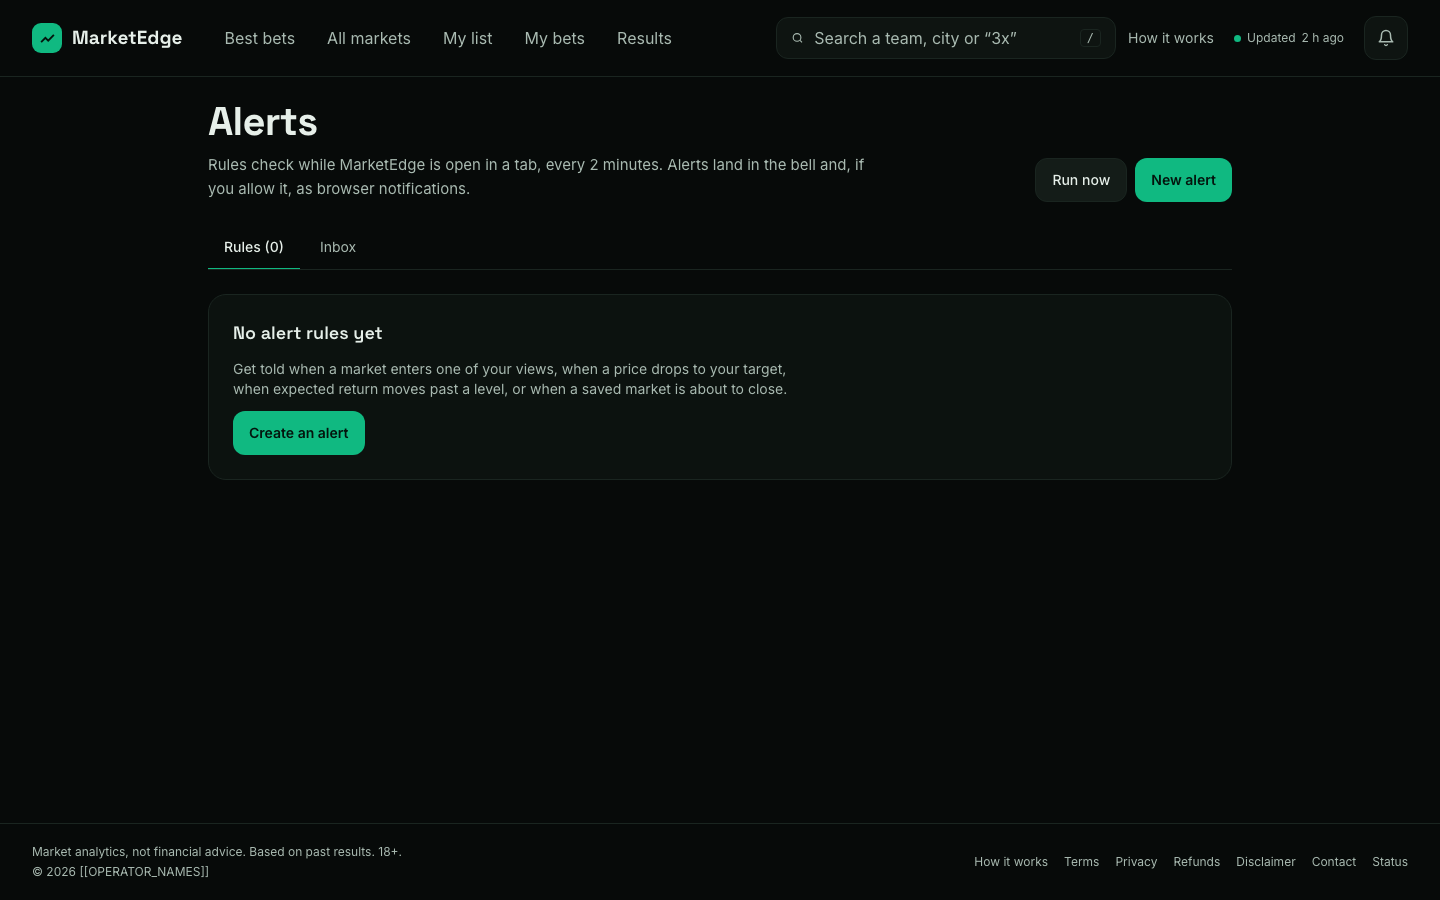 MarketEdge
Best bets
All markets
My list
My bets
Results
Search a team, city or “3x”
/
How it works
Updated 2 h ago
Alerts
Rules check while MarketEdge is open in a tab, every 2 minutes. Alerts land in the bell and, if
you allow it, as browser notifications.
Run now
New alert
Rules (0)
Inbox
No alert rules yet
Get told when a market enters one of your views, when a price drops to your target,
when expected return moves past a level, or when a saved market is about to close.
Create an alert
Market analytics, not financial advice. Based on past results. 18+.
© 2026 [[OPERATOR_NAMES]]
How it works
Terms
Privacy
Refunds
Disclaimer
Contact
Status